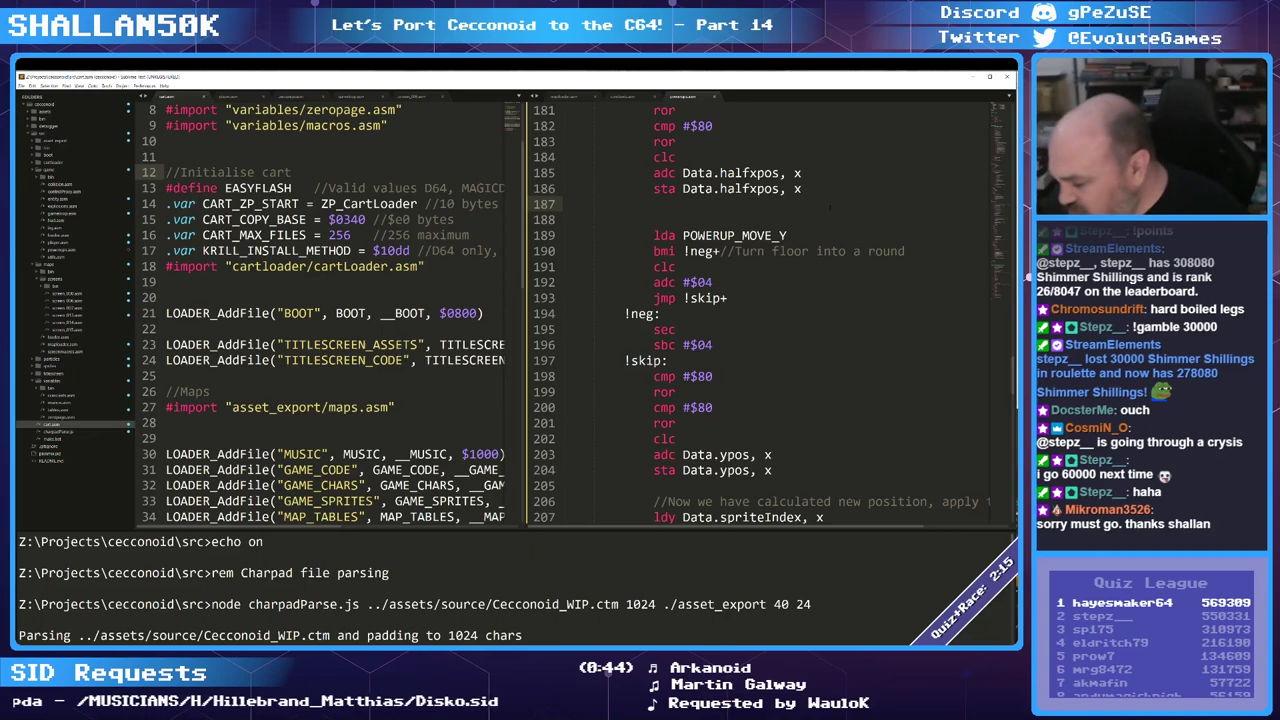 SHALLAN50K
Let's Port Cecconoid to the C64! - Part 14
Discord gPeZuSE
Twitter @EvoluteGames
FOLDERS
8 #import "variables/zeropage.asm"
9 #import "variables/macros.asm"
10
11
12 //Initialise cart
13 #define EASYFLASH //Valid values D64, MAGICD
14 .var CART_ZP_START = ZP_CartLoader //10 bytes
15 .var CART_COPY_BASE = $0340 //$e0 bytes
16 .var CART_MAX_FILES = 256 //256 maximum
17 .var KRILL_INSTALL_METHOD = $10dd //D64 only,
18 #import "cartloader/cartLoader.asm"
19
20
21 LOADER_AddFile("BOOT", BOOT, __BOOT, $0800)
22
23 LOADER_AddFile("TITLESCREEN_ASSETS", TITLESCRE
24 LOADER_AddFile("TITLESCREEN_CODE", TITLESCREEN
25
26 //Maps
27 #import "asset_export/maps.asm"
28
29
30 LOADER_AddFile("MUSIC", MUSIC, __MUSIC, $1000)
31 LOADER_AddFile("GAME_CODE", GAME_CODE, __GAME_
32 LOADER_AddFile("GAME_CHARS", GAME_CHARS, __GA
33 LOADER_AddFile("GAME_SPRITES", GAME_SPRITES, _
34 LOADER_AddFile("MAP_TABLES", MAP_TABLES, __MAP
181 ror
182 cmp #$80
183 ror
184 clc
185 adc Data.halfxpos, x
186 sta Data.halfxpos, x
187
188
189 lda POWERUP_MOVE_Y
190 bmi !neg+ //Turn floor into a round
191 clc
192 adc #$04
193 jmp !skip+
194 !neg:
195 sec
196 sbc #$04
197 !skip:
198 cmp #$80
199 ror
200 cmp #$80
201 ror
202 clc
203 adc Data.ypos, x
204 sta Data.ypos, x
205
206 //Now we have calculated new position, apply t
207 ldy Data.spriteIndex, x
Z:\Projects\cecconoid\src>echo on
Z:\Projects\cecconoid\src>rem Charpad file parsing
Z:\Projects\cecconoid\src>node charpadParse.js ../assets/source/Cecconoid_WIP.ctm 1024 ./asset_export 40 24
Parsing ../assets/source/Cecconoid_WIP.ctm and padding to 1024 chars
Quiz+Race: 2:15
Stepz__: !points
StreamElements:
@stepz__, stepz__ has 308080
Shimmer Shillings and is rank
26/8047 on the leaderboard.
Chromosundrift: hard boiled legs
Stepz__: !gamble 3000
StreamElements
stepz__ lost 30000 Shimmer Shillings
in roulette and now has 278080
Shimmer Shillings!
DocsterMe: ouch
CosmiN_O:
@stepz__ is going through a crysis
Stepz__:
i go 60000 next time
Stepz__: haha
Mikroman3526:
sorry must go. thanks shallan
Quiz League
1 hayesmaker64 569309
2 stepz__ 550331
3 sp175 310973
4 eldritch79 216190
5 prow7 134609
6 mrg8472 131759
7 akmafin 57722
SID Requests
pda - /MUSICIANS/H/Hillebrand_Matthias/Disko.sid
(0:44) ♫ Arkanoid
♫ Martin Galway
♪ Requested by WauloK